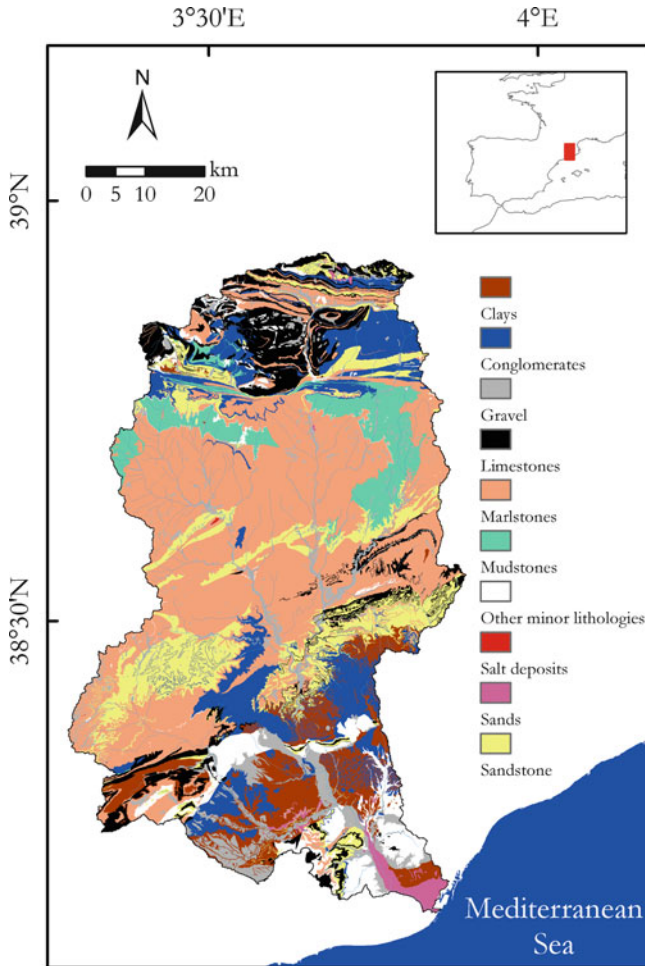 3°30'E
4°E
N
km
0 5 10 20
39°N
38°30'N
Clays
Conglomerates
Gravel
Limestones
Marlstones
Mudstones
Other minor lithologies
Salt deposits
Sands
Sandstone
Mediterranean
Sea